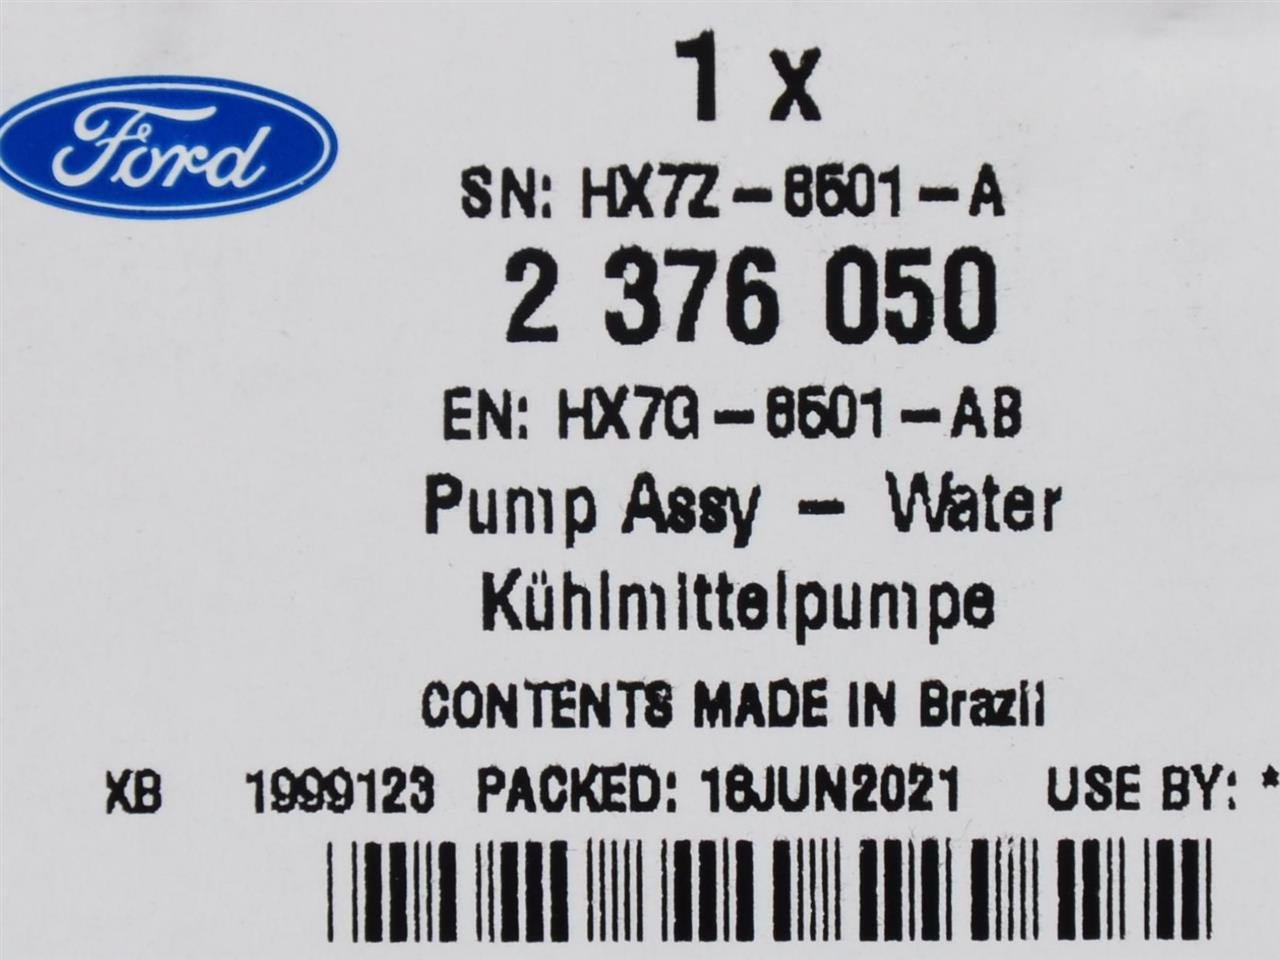 Ford
1 x
SN: HX7Z-8501-A
2 376 050
EN: HX7G-8501-AB
Pump Assy - Water
Kühlmittelpumpe
CONTENTS MADE IN Brazil
XB 1999123 PACKED: 16JUN2021 USE BY: *